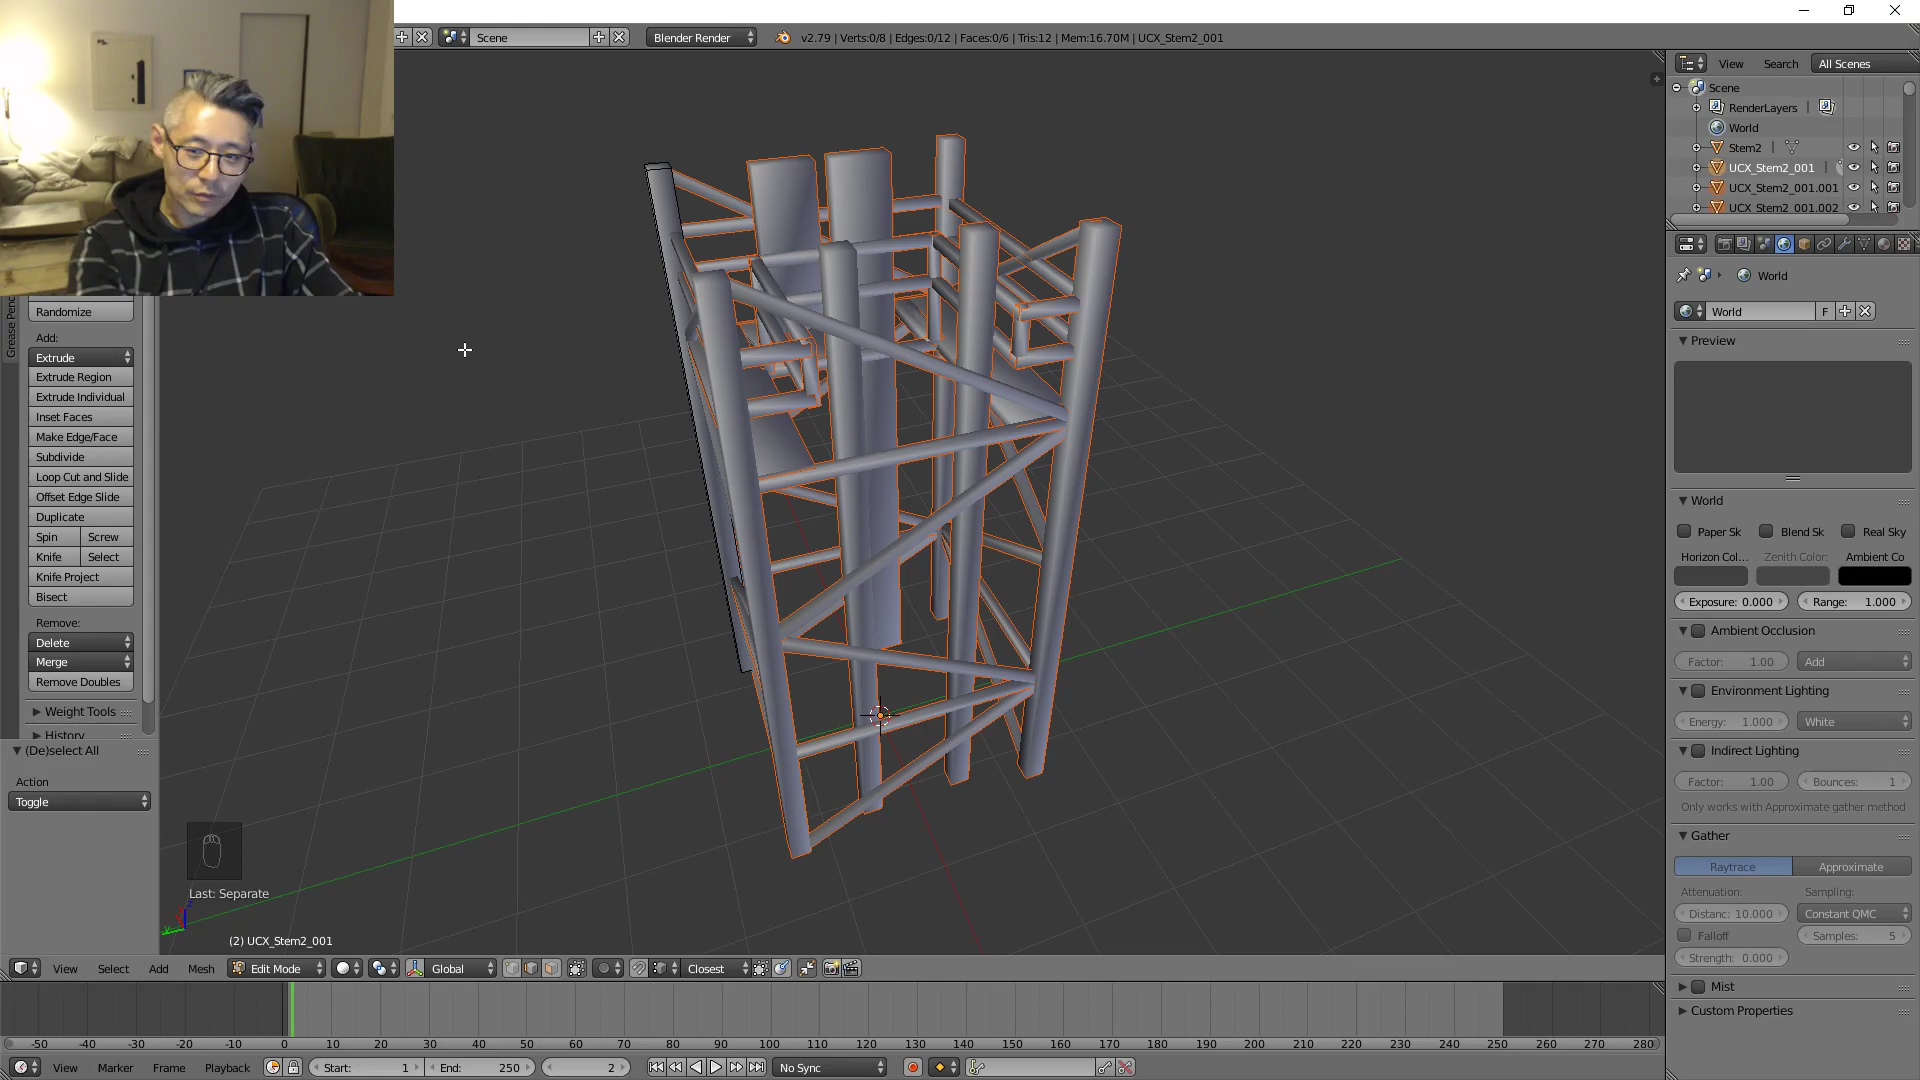 Scene
Blender Render
v2.79 | Verts:0/8 | Edges:0/12 | Faces:0/6 | Tris:12 | Mem:16.70M | UCX_Stem2_001
View
Search
All Scenes
Scene
RenderLayers
World
Stem2
UCX_Stem2_001
UCX_Stem2_001.001
UCX_Stem2_001.002
World
World
F
Preview
World
Paper Sk
Blend Sk
Real Sky
Horizon Col...
Zenith Color:
Ambient Co
Exposure: 0.000
Range: 1.000
Ambient Occlusion
Factor: 1.00
Add
Environment Lighting
Energy: 1.000
White
Indirect Lighting
Factor: 1.00
Bounces: 1
Only works with Approximate gather method
Gather
Raytrace
Approximate
Attenuation:
Sampling:
Distanc: 10.000
Constant QMC
Falloff
Samples: 5
Strength: 0.000
Mist
Custom Properties
Randomize
Add:
Extrude
Extrude Region
Extrude Individual
Inset Faces
Make Edge/Face
Subdivide
Loop Cut and Slide
Offset Edge Slide
Duplicate
Spin
Screw
Knife
Select
Knife Project
Bisect
Remove:
Delete
Merge
Remove Doubles
Weight Tools
History
(De)select All
Action
Toggle
Last: Separate
(2) UCX_Stem2_001
View
Select
Add
Mesh
Edit Mode
Global
Closest
-50 -40 -30 -20 -10 0 10 20 30 40 50 60 70 80 90 100 110 120 130 140 150 160 170 180 190 200 210 220 230 240 250 260 270 280
View
Marker
Frame
Playback
Start: 1
End: 250
2
No Sync